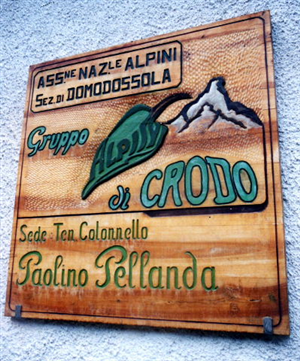 ASS.NE NAZ.LE ALPINI
SEZ. DI DOMODOSSOLA
Gruppo
ALPINI
di CRODO
Sede Ten Colonnello
Paolino Pellanda